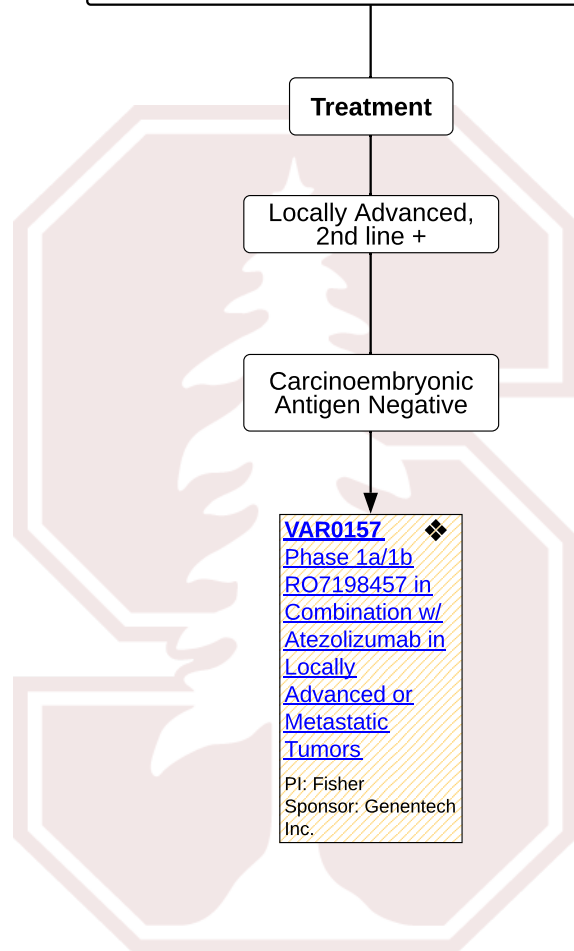 Treatment
Locally Advanced,
2nd line +
Carcinoembryonic
Antigen Negative
VAR0157 ❖
Phase 1a/1b
RO7198457 in
Combination w/
Atezolizumab in
Locally
Advanced or
Metastatic
Tumors
PI: Fisher
Sponsor: Genentech
Inc.